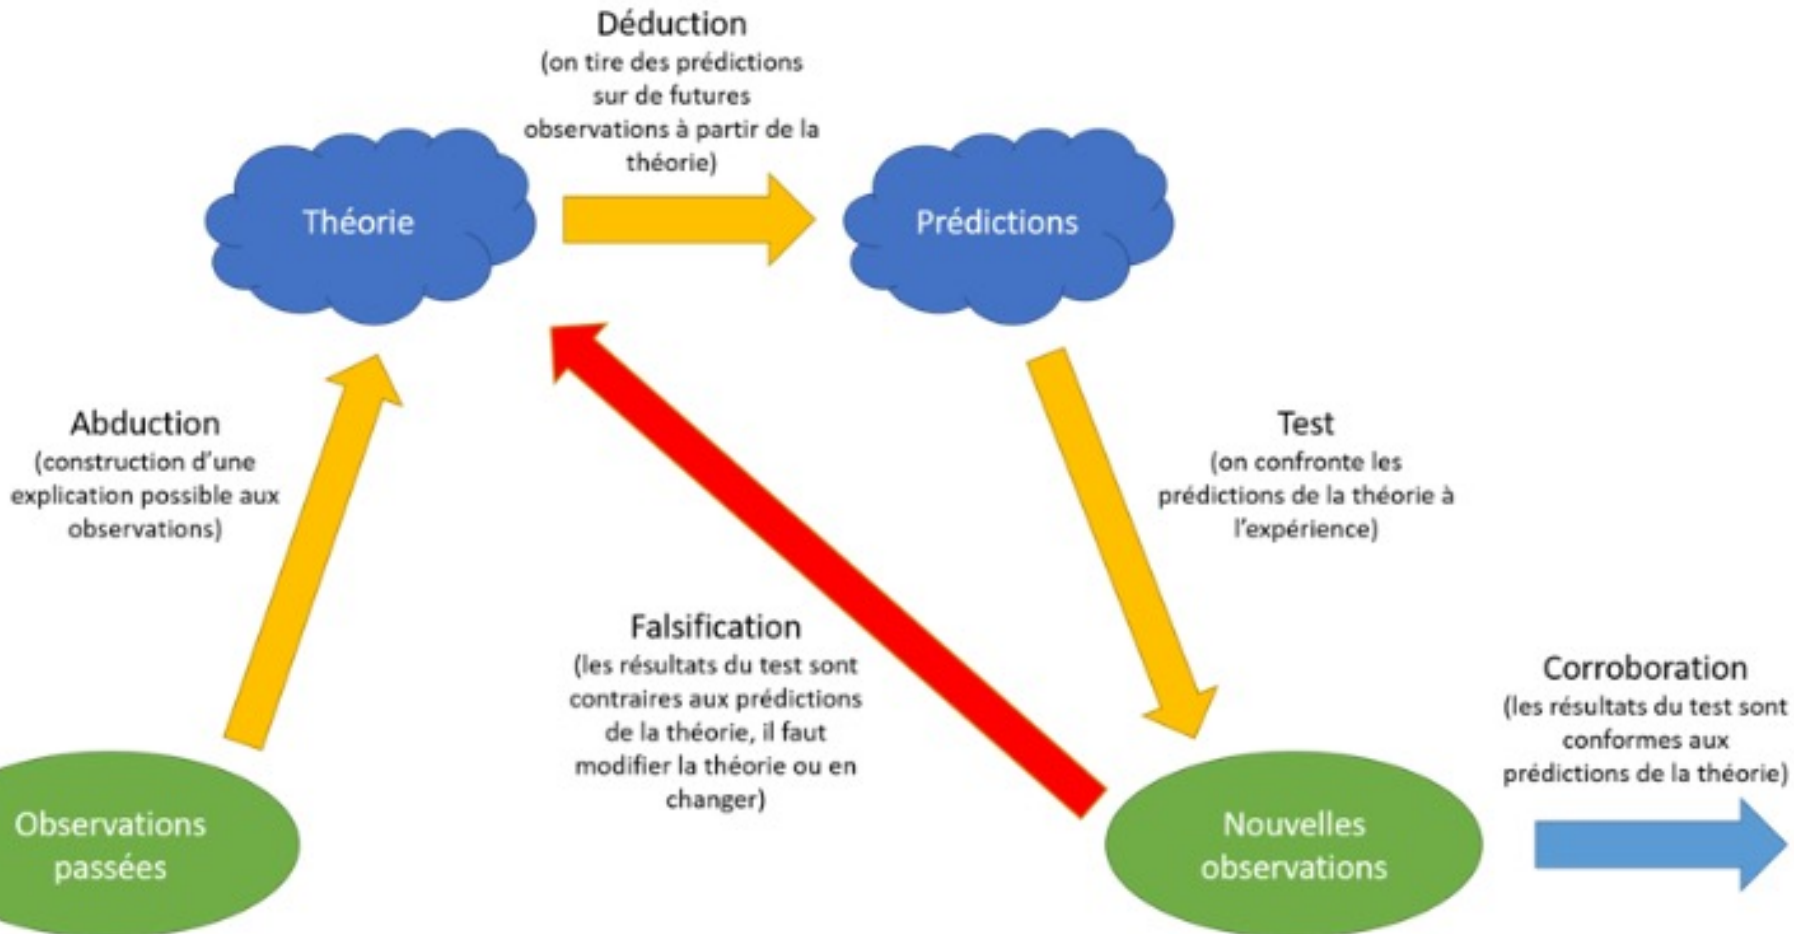 Déduction
(on tire des prédictions
sur de futures
observations à partir de la
théorie)
Théorie
Prédictions
Abduction
(construction d'une
explication possible aux
observations)
Test
(on confronte les
prédictions de la théorie à
l'expérience)
Falsification
(les résultats du test sont
contraires aux prédictions
de la théorie, il faut
modifier la théorie ou en
changer)
Corroboration
(les résultats du test sont
conformes aux
prédictions de la théorie)
Observations
passées
Nouvelles
observations